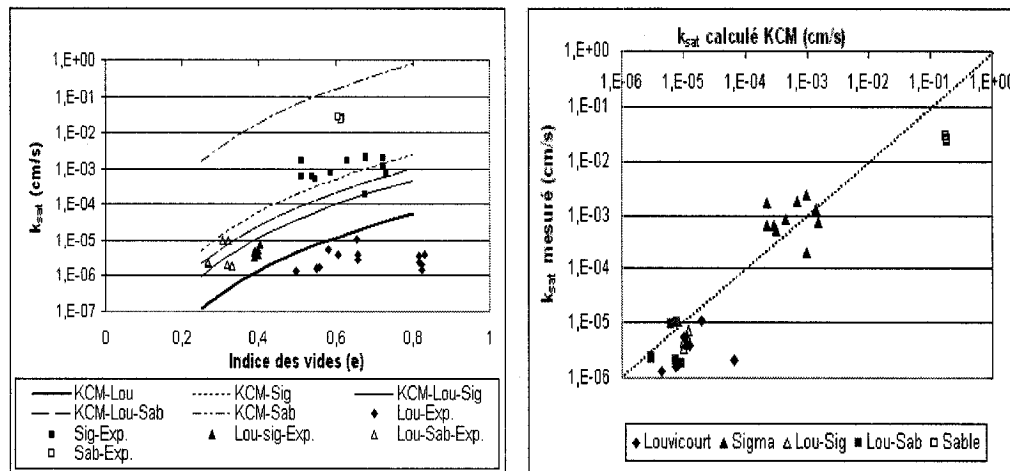 1,E+00
1,E-01
1,E-02
1,E-03
1,E-04
1,E-05
1,E-06
1,E-07
k_sat (cm/s)
0 0,2 0,4 0,6 0,8 1
Indice des vides (e)
KCM-Lou KCM-Sig KCM-Lou-Sig
KCM-Lou-Sab KCM-Sab Lou-Exp.
Sig-Exp. Lou-sig-Exp. Lou-Sab-Exp.
Sab-Exp.
k_sat calculé KCM (cm/s)
1,E-06 1,E-05 1,E-04 1,E-03 1,E-02 1,E-01 1,E+00
1,E+00
1,E-01
1,E-02
1,E-03
1,E-04
1,E-05
1,E-06
k_sat mesuré (cm/s)
Louvicourt Sigma Lou-Sig Lou-Sab Sable